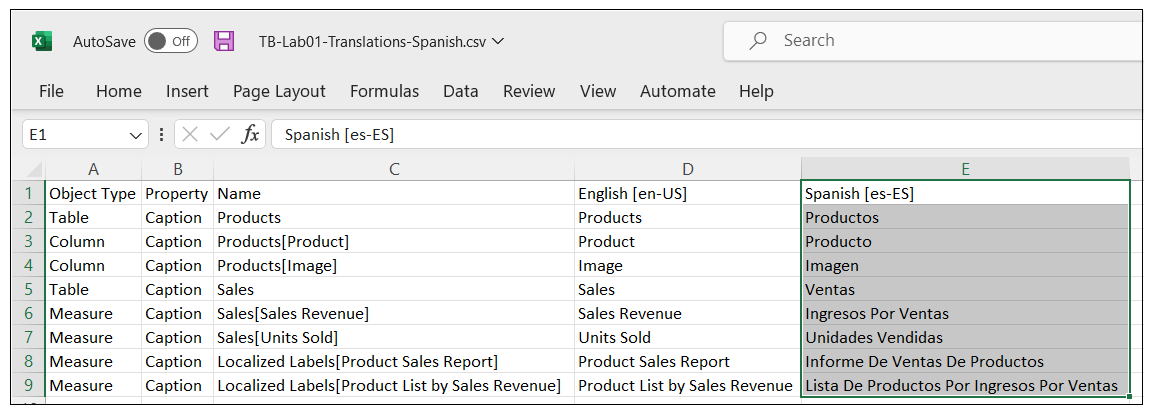 AutoSave Off TB-Lab01-Translations-Spanish.csv Search
File Home Insert Page Layout Formulas Data Review View Automate Help
E1 fx Spanish [es-ES]
A B C D E
1 Object Type Property Name English [en-US] Spanish [es-ES]
2 Table Caption Products Products Productos
3 Column Caption Products[Product] Product Producto
4 Column Caption Products[Image] Image Imagen
5 Table Caption Sales Sales Ventas
6 Measure Caption Sales[Sales Revenue] Sales Revenue Ingresos Por Ventas
7 Measure Caption Sales[Units Sold] Units Sold Unidades Vendidas
8 Measure Caption Localized Labels[Product Sales Report] Product Sales Report Informe De Ventas De Productos
9 Measure Caption Localized Labels[Product List by Sales Revenue] Product List by Sales Revenue Lista De Productos Por Ingresos Por Ventas